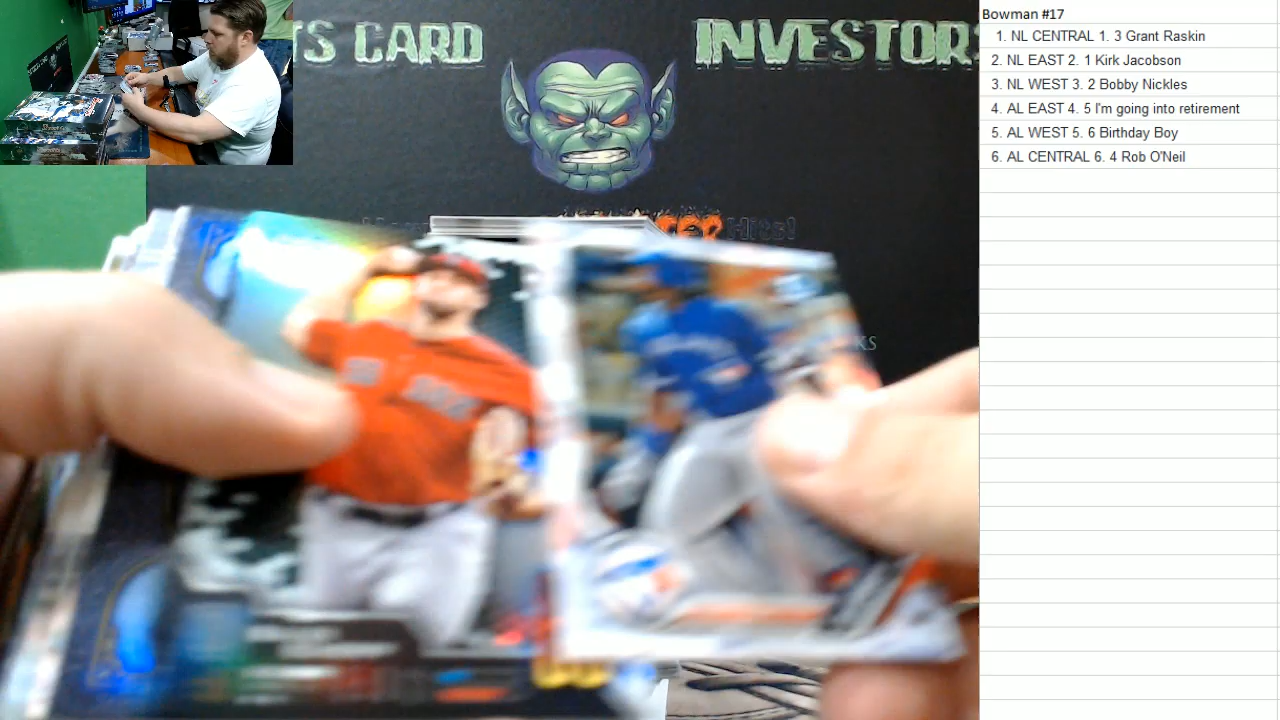 TS CARD INVESTORS
Hits!
KS
Bowman #17
1. NL CENTRAL 1. 3 Grant Raskin
2. NL EAST 2. 1 Kirk Jacobson
3. NL WEST 3. 2 Bobby Nickles
4. AL EAST 4. 5 I'm going into retirement
5. AL WEST 5. 6 Birthday Boy
6. AL CENTRAL 6. 4 Rob O'Neil